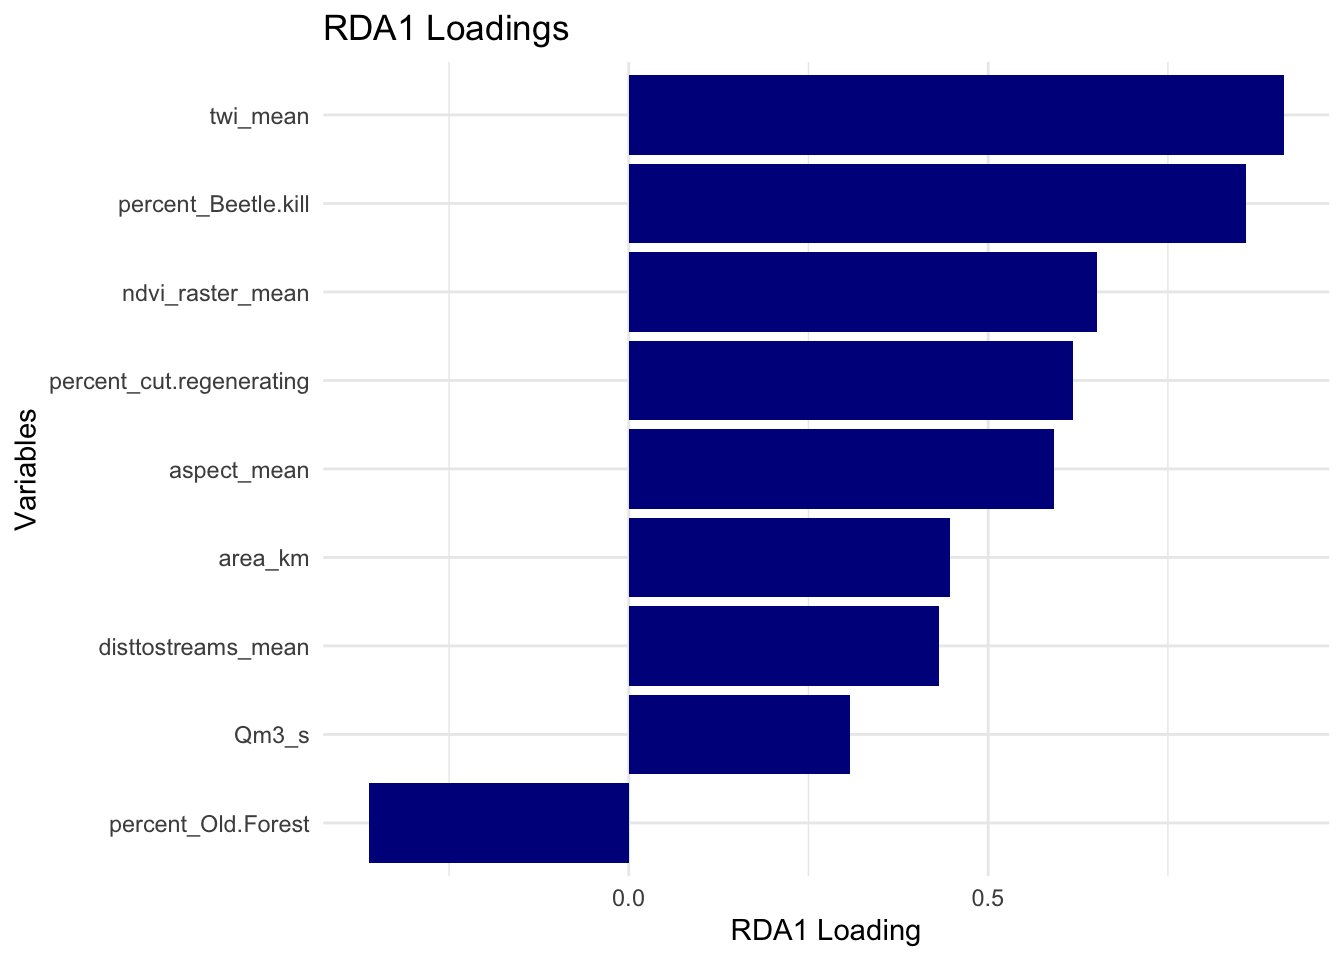 RDA1 Loadings
twi_mean
percent_Beetle.kill
ndvi_raster_mean
percent_cut.regenerating
aspect_mean
area_km
disttostreams_mean
Qm3_s
percent_Old.Forest
Variables
0.0 0.5
RDA1 Loading